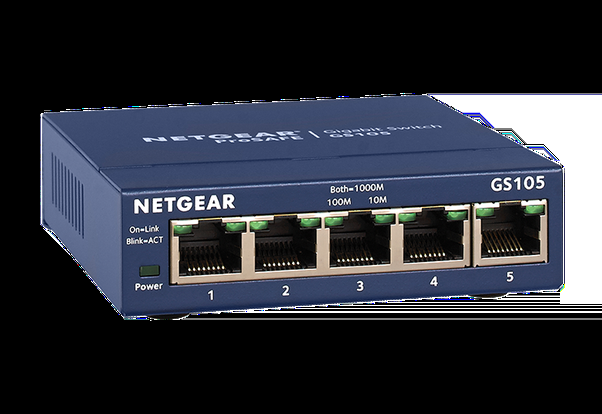 NETGEAR | Gigabit Switch
ProSAFE | GS105
Both=1000M
100M 10M
NETGEAR
GS105
On=Link
Blink=ACT
Power
1 2 3 4 5